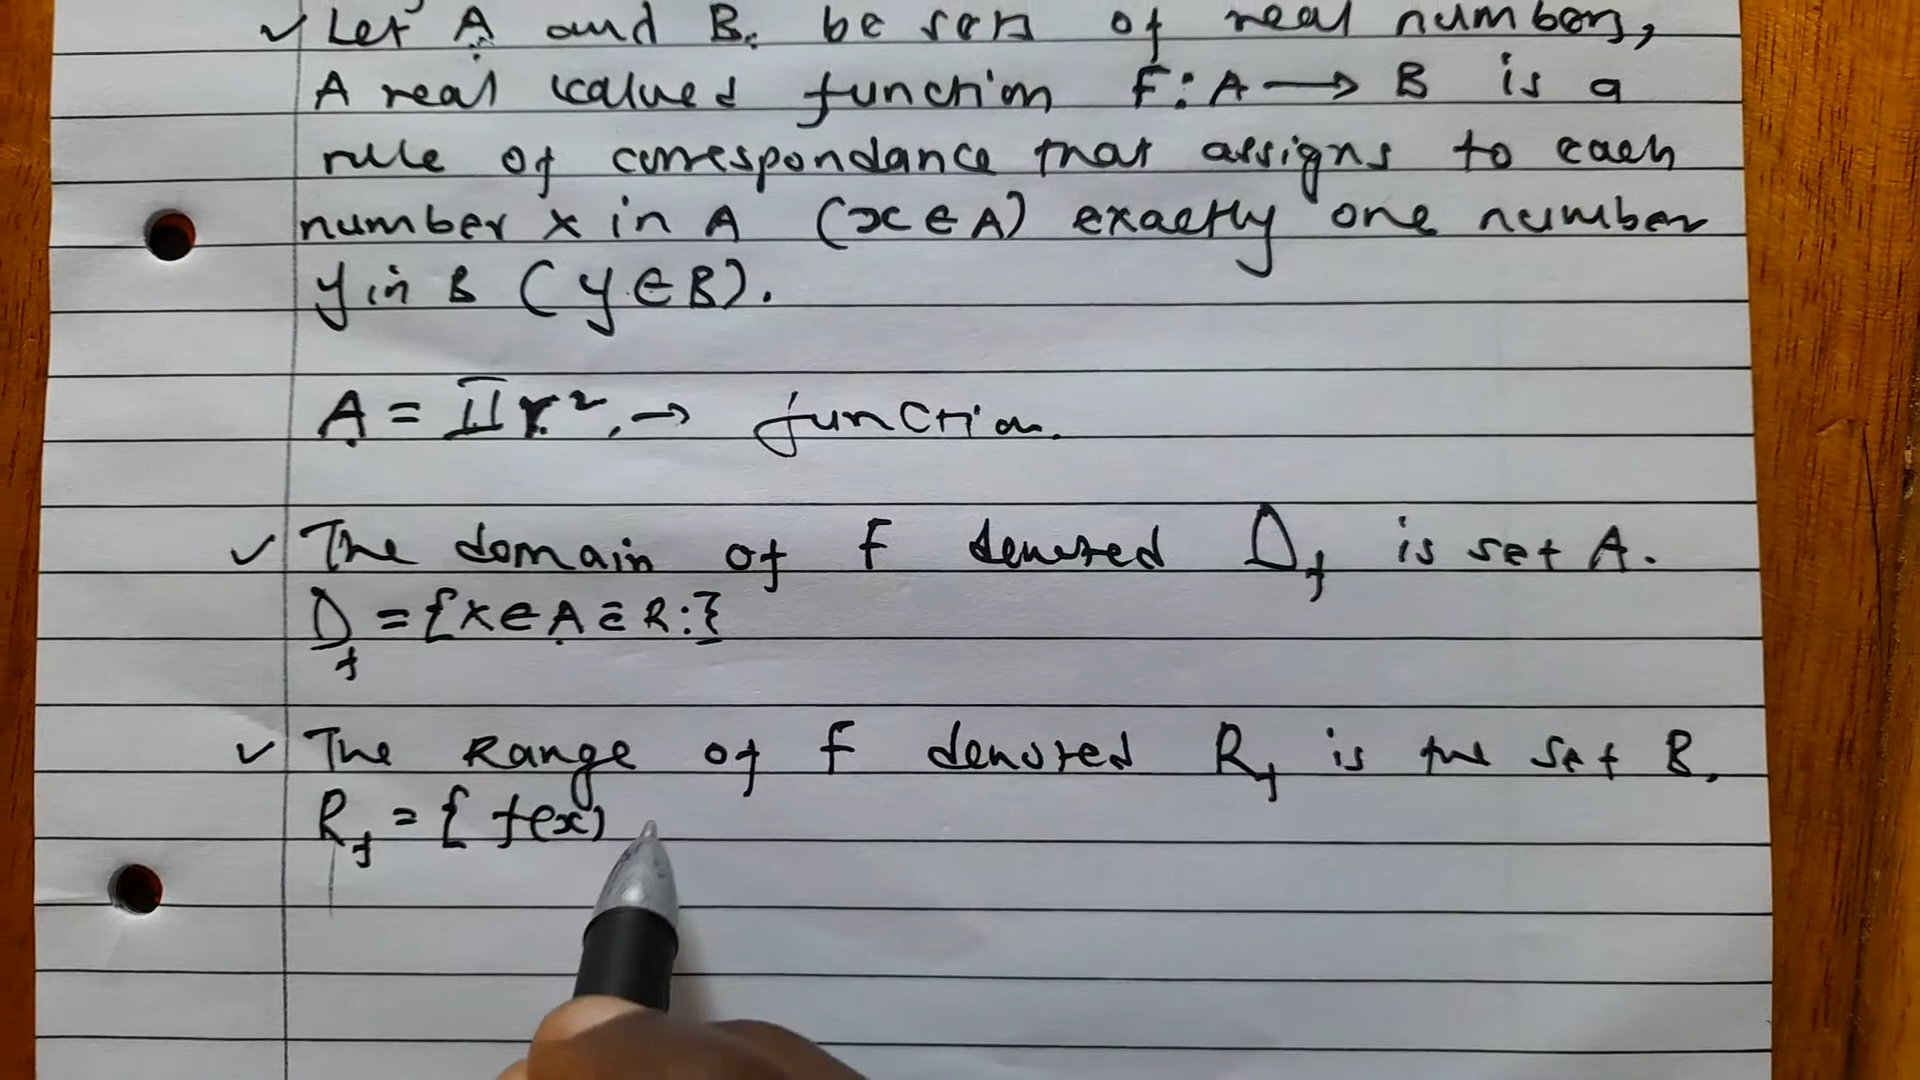 ✓ Let A and B. be sets of real numbers,
A real valued function F: A → B is a
rule of correspondance that assigns to each
number x in A (x ∈ A) exactly one number
y in B (y ∈ B).
A = πr², → function.
✓ The domain of F denoted D_f is set A.
D_f = {x ∈ A ∈ R:}
✓ The Range of F denoted R_f is the set B.
R_f = { f(x)